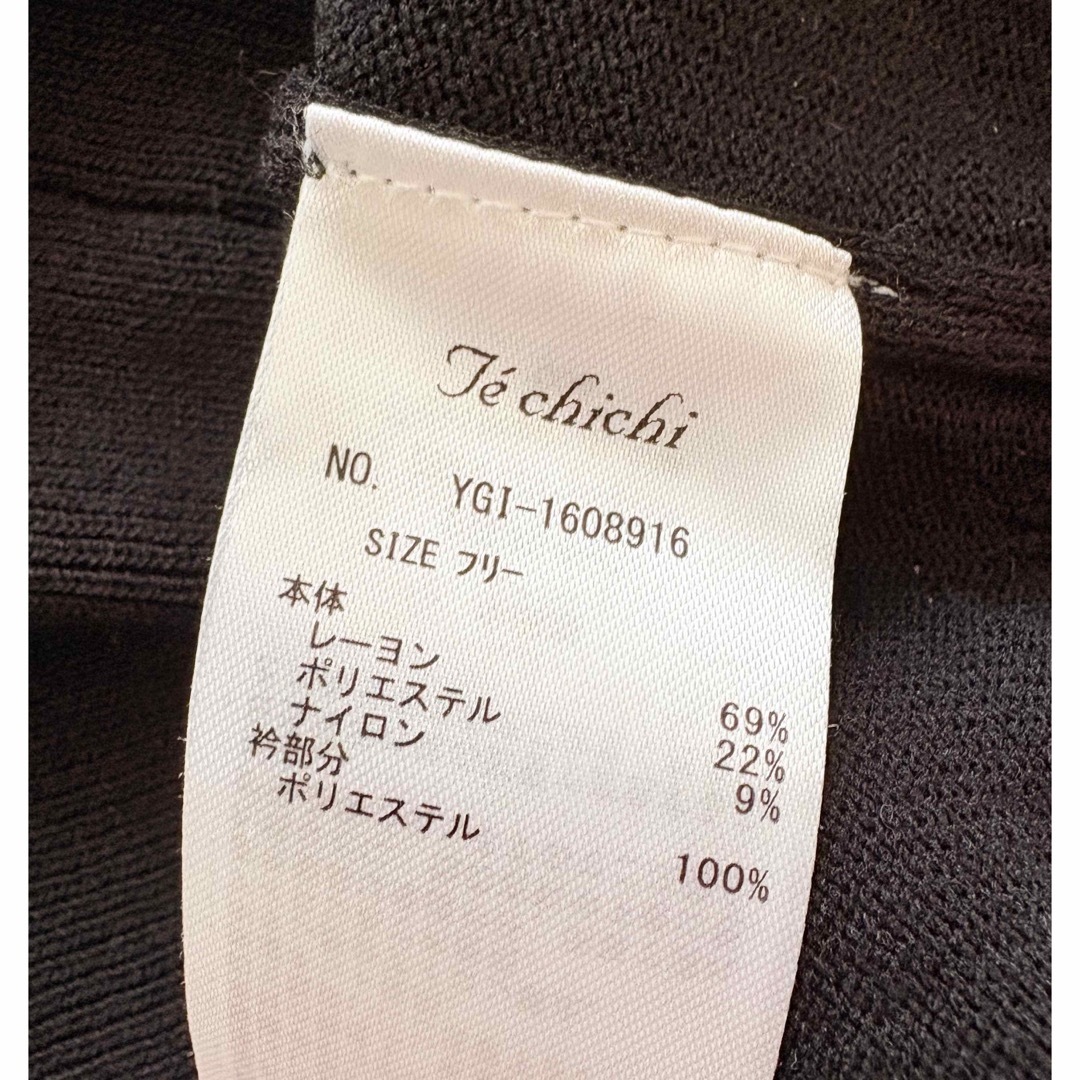 Té chichi
NO. YGI-1608916
SIZE フリー
本体
レーヨン 69%
ポリエステル 22%
ナイロン 9%
衿部分
ポリエステル 100%